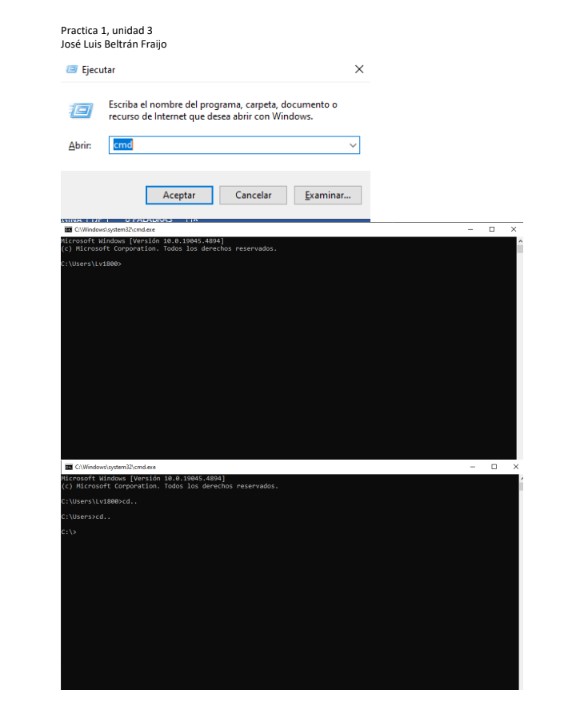 Practica 1, unidad 3
José Luis Beltrán Fraijo
Ejecutar
Escriba el nombre del programa, carpeta, documento o
recurso de Internet que desea abrir con Windows.
Abrir:
cmd
Aceptar
Cancelar
Examinar...
C:\Windows\system32\cmd.exe
Microsoft Windows [Versión 10.0.19045.4894]
(c) Microsoft Corporation. Todos los derechos reservados.
C:\Users\Lv1800>
C:\Windows\system32\cmd.exe
Microsoft Windows [Versión 10.0.19045.4894]
(c) Microsoft Corporation. Todos los derechos reservados.
C:\Users\Lv1800>cd..
C:\Users>cd..
C:\>